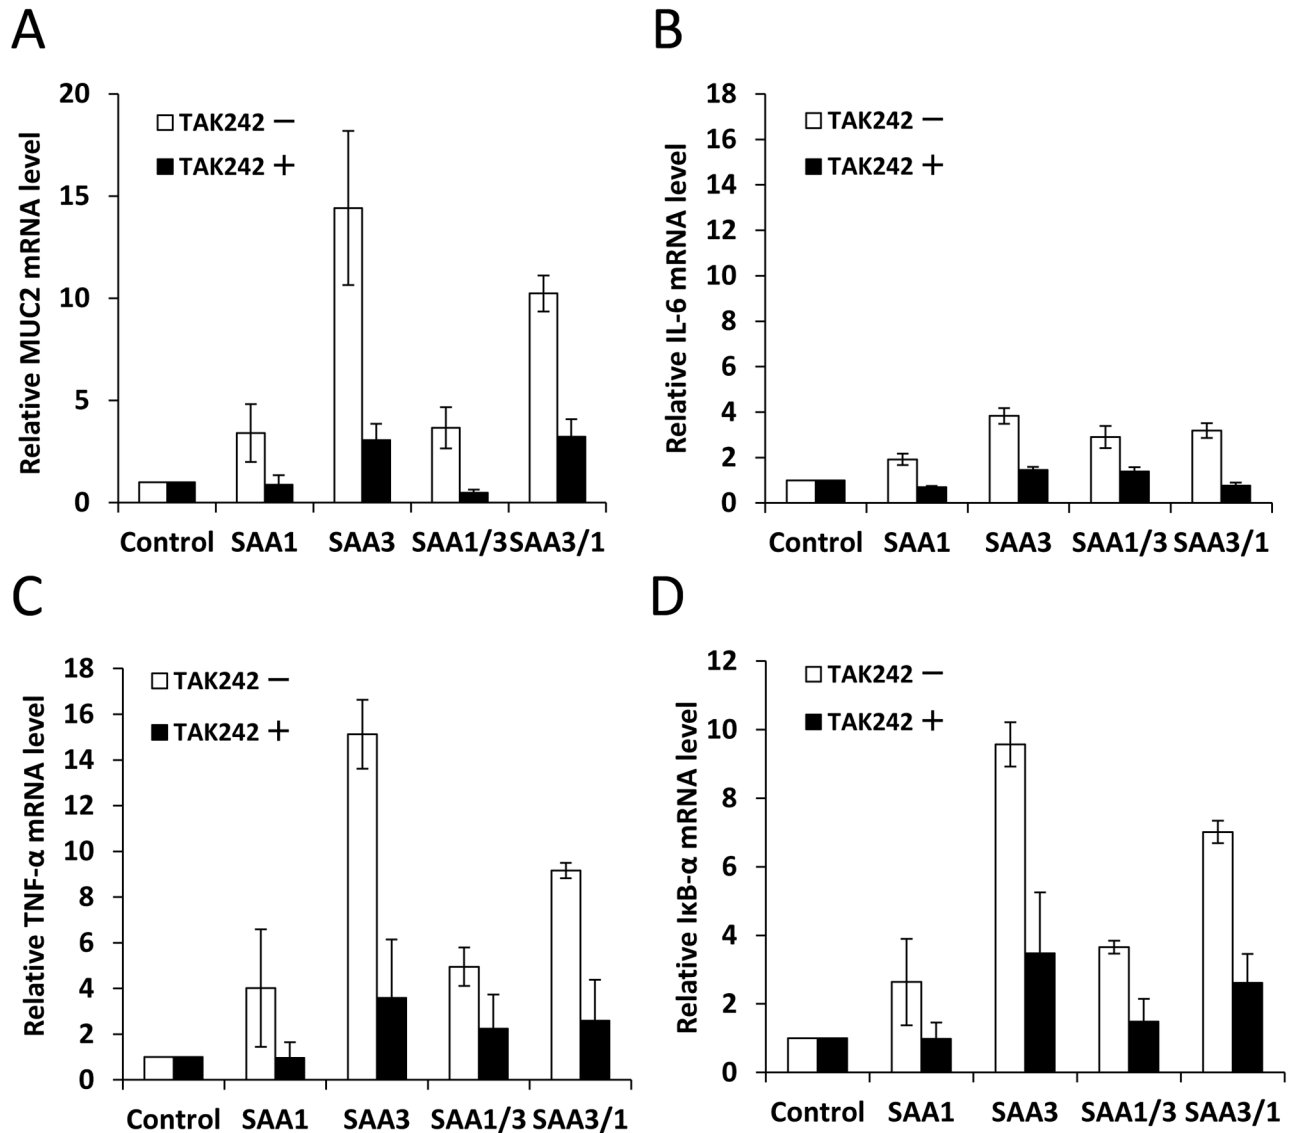 A
Relative MUC2 mRNA level
20
15
10
5
0
TAK242 −
TAK242 +
Control SAA1 SAA3 SAA1/3 SAA3/1
B
Relative IL-6 mRNA level
18
16
14
12
10
8
6
4
2
0
TAK242 −
TAK242 +
Control SAA1 SAA3 SAA1/3 SAA3/1
C
Relative TNF-α mRNA level
18
16
14
12
10
8
6
4
2
0
TAK242 −
TAK242 +
Control SAA1 SAA3 SAA1/3 SAA3/1
D
Relative IκB-α mRNA level
12
10
8
6
4
2
0
TAK242 −
TAK242 +
Control SAA1 SAA3 SAA1/3 SAA3/1